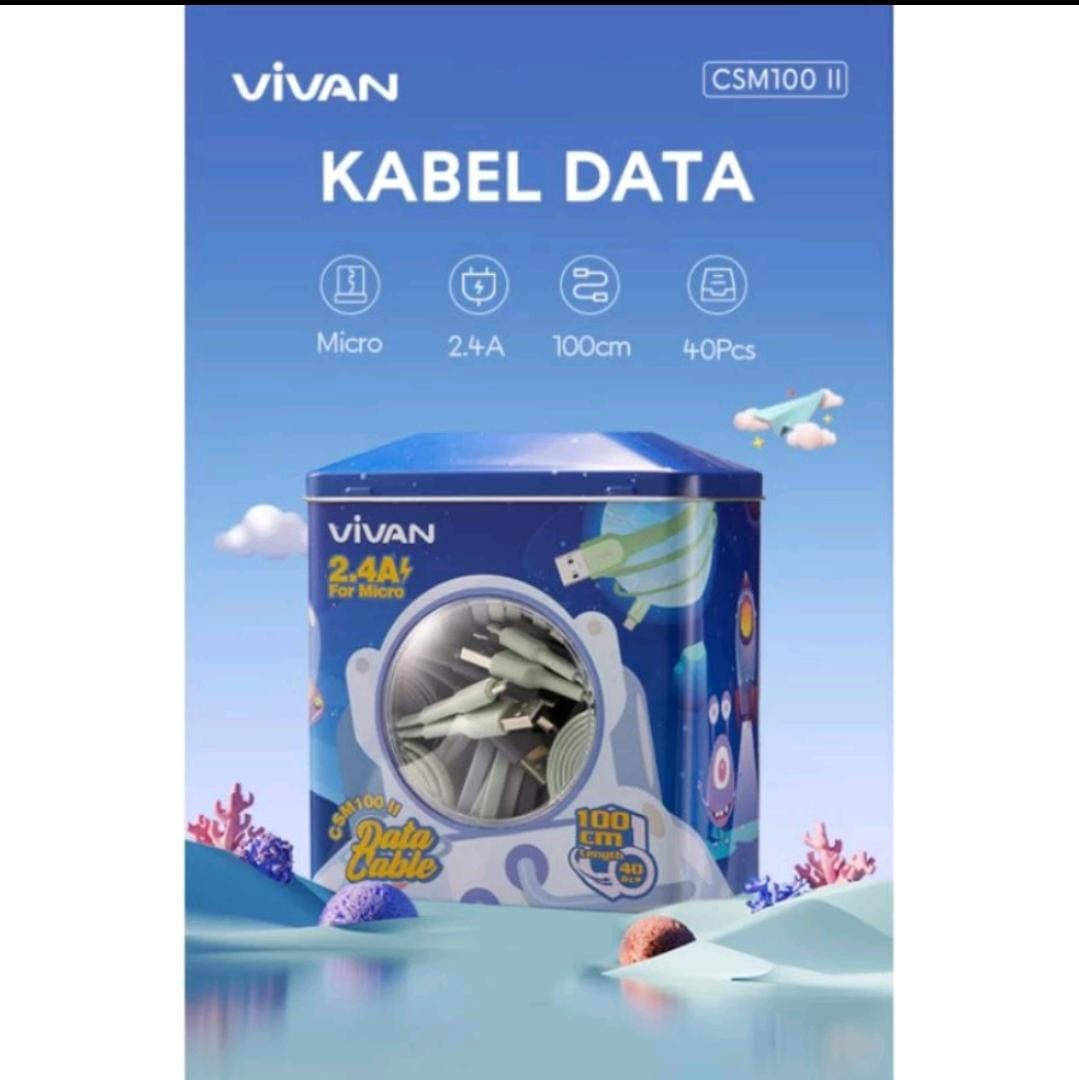 ViVAN
CSM100 II
KABEL DATA
Micro
2.4A
100cm
40Pcs
ViVAN
2.4A
For Micro
CSM100 II
Data
Cable
100
cm
Length
40
Pcs